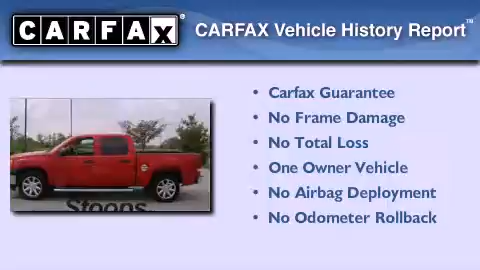 CARFAX® CARFAX Vehicle History Report™
• Carfax Guarantee
• No Frame Damage
• No Total Loss
• One Owner Vehicle
• No Airbag Deployment
• No Odometer Rollback
Stoops